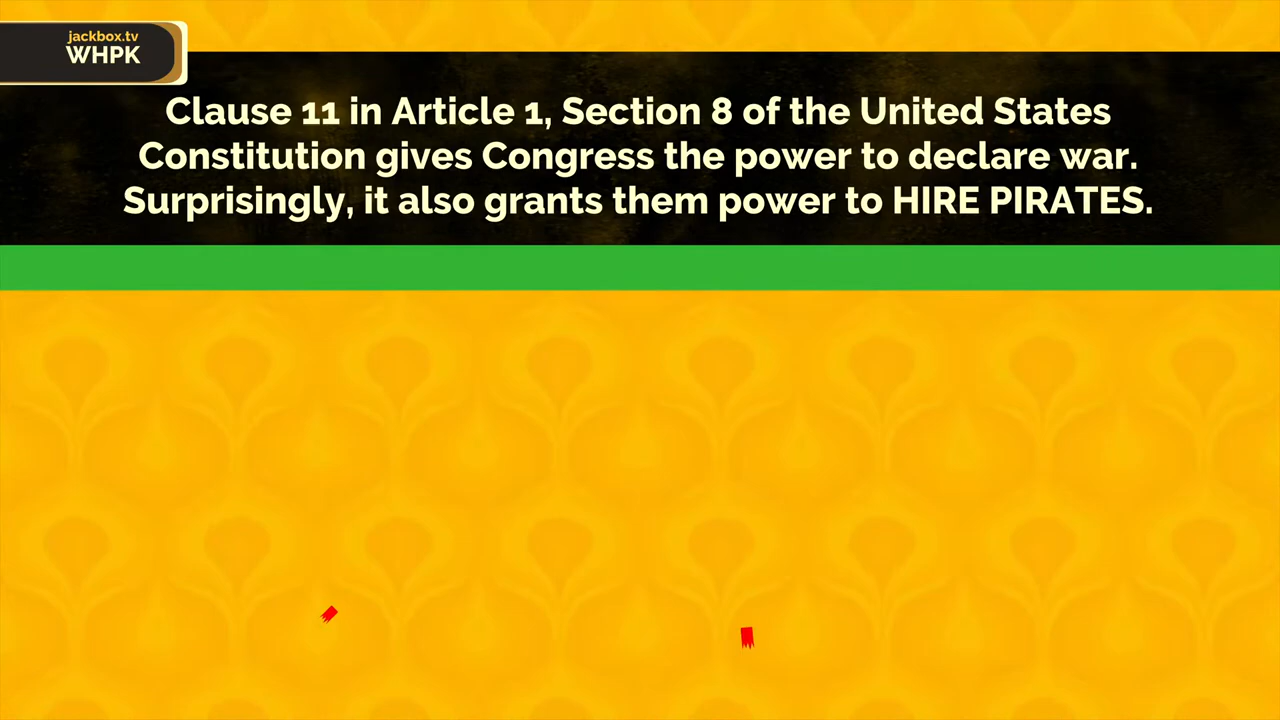 jackbox.tv
WHPK
Clause 11 in Article 1, Section 8 of the United States
Constitution gives Congress the power to declare war.
Surprisingly, it also grants them power to HIRE PIRATES.